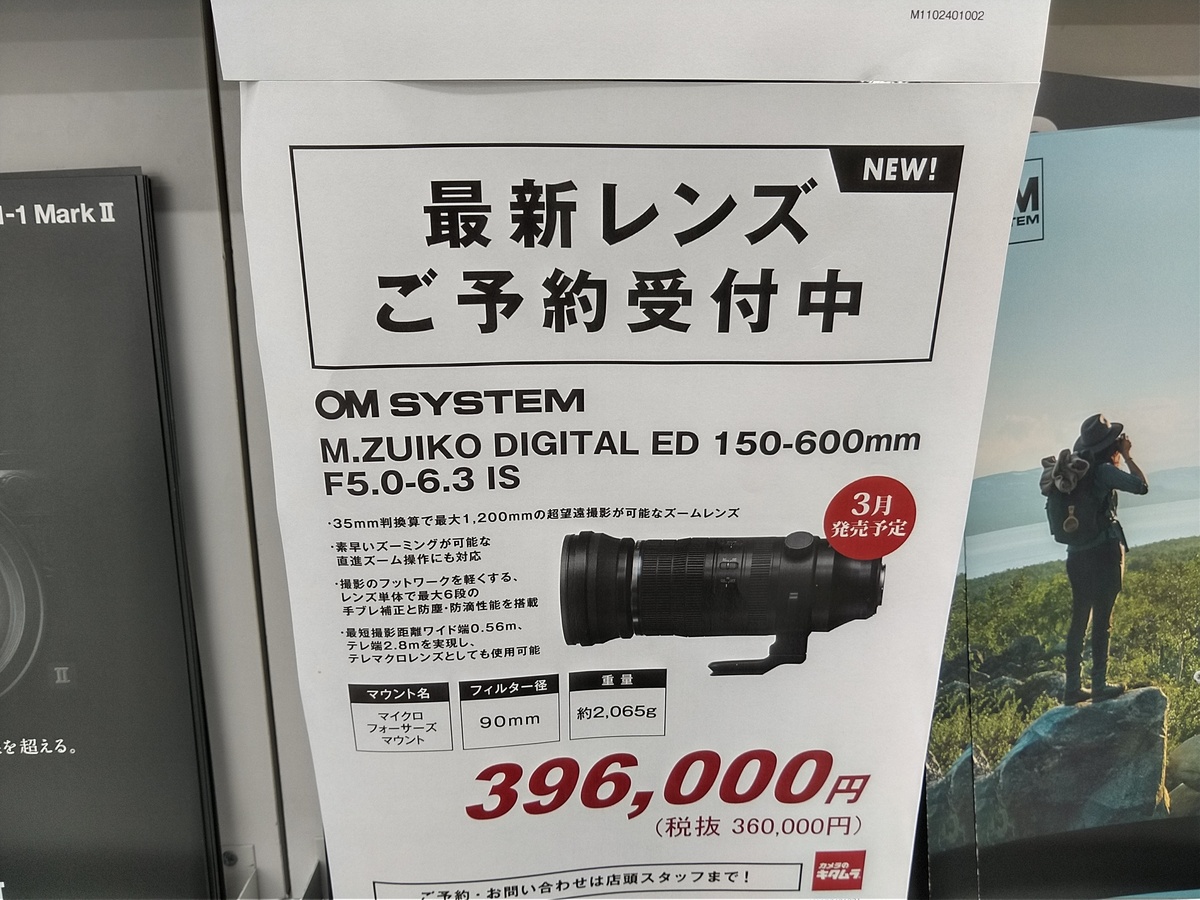 M1102401002
NEW!
最新レンズ
ご予約受付中
OM SYSTEM
M.ZUIKO DIGITAL ED 150-600mm
F5.0-6.3 IS
3月
発売予定
・35mm判換算で最大1,200mmの超望遠撮影が可能なズームレンズ
・素早いズーミングが可能な
直進ズーム操作にも対応
・撮影のフットワークを軽くする、
レンズ単体で最大6段の
手ブレ補正と防塵・防滴性能を搭載
・最短撮影距離ワイド端0.56m、
テレ端2.8mを実現し、
テレマクロレンズとしても使用可能
マウント名
マイクロ
フォーサーズ
マウント
フィルター径
90mm
重量
約2,065g
396,000円
(税抜 360,000円)
ご予約・お問い合わせは店頭スタッフまで!
カメラの
キタムラ
-1 Mark II
II
を超える。
M
TEM